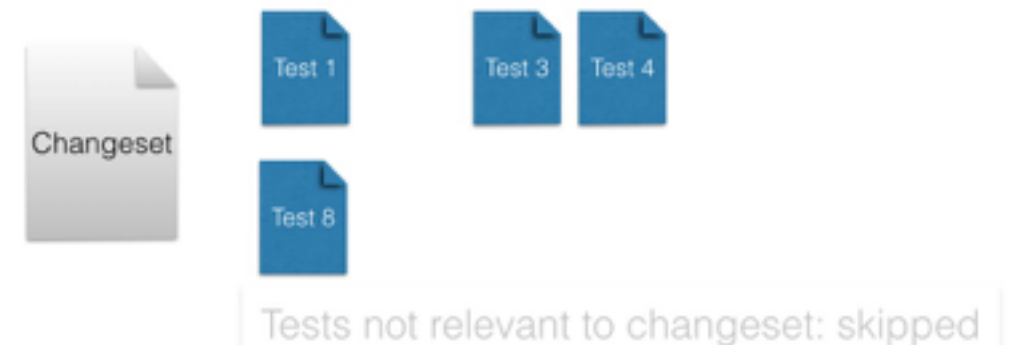 Test 1
Test 3
Test 4
Changeset
Test 8
Tests not relevant to changeset: skipped